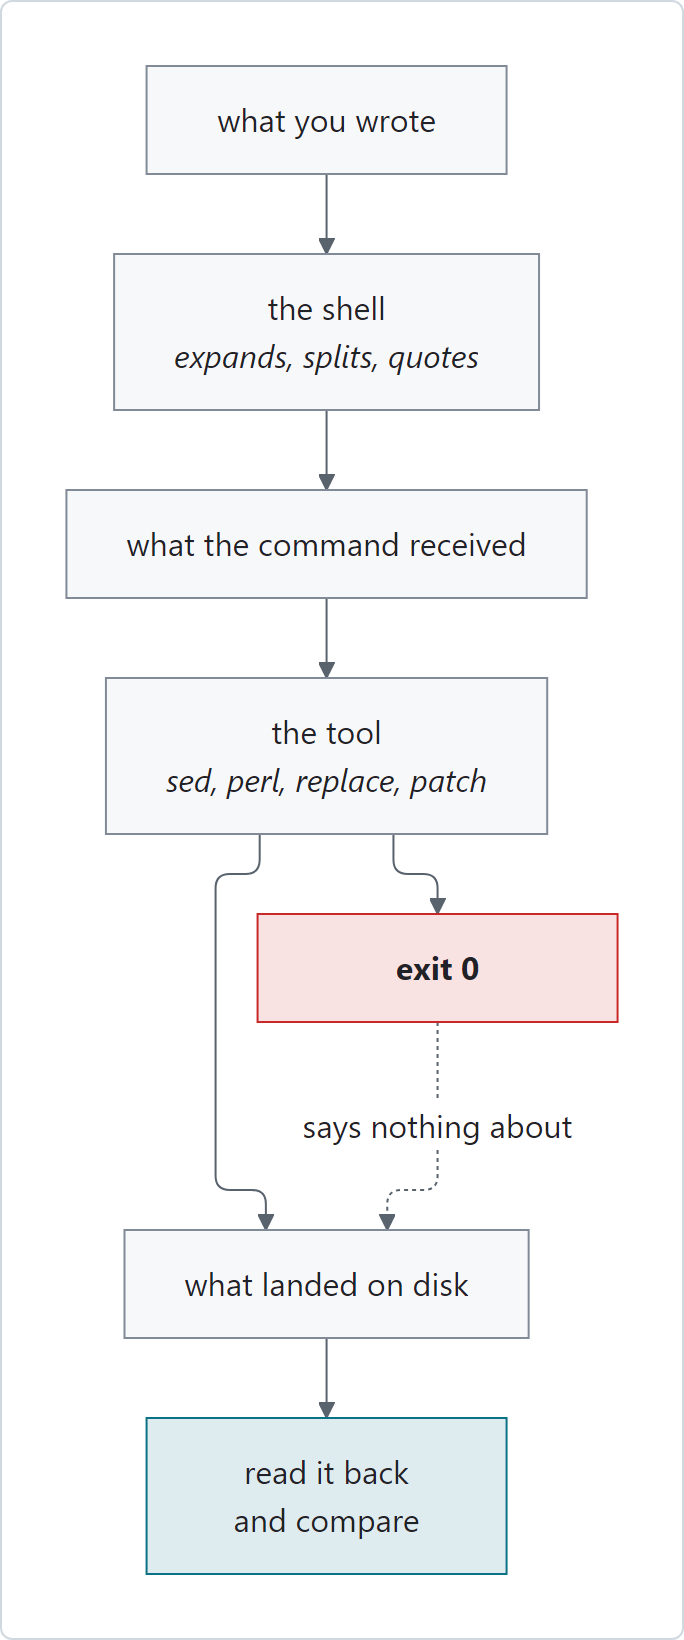 what you wrote
the shell
expands, splits, quotes
what the command received
the tool
sed, perl, replace, patch
exit 0
says nothing about
what landed on disk
read it back
and compare